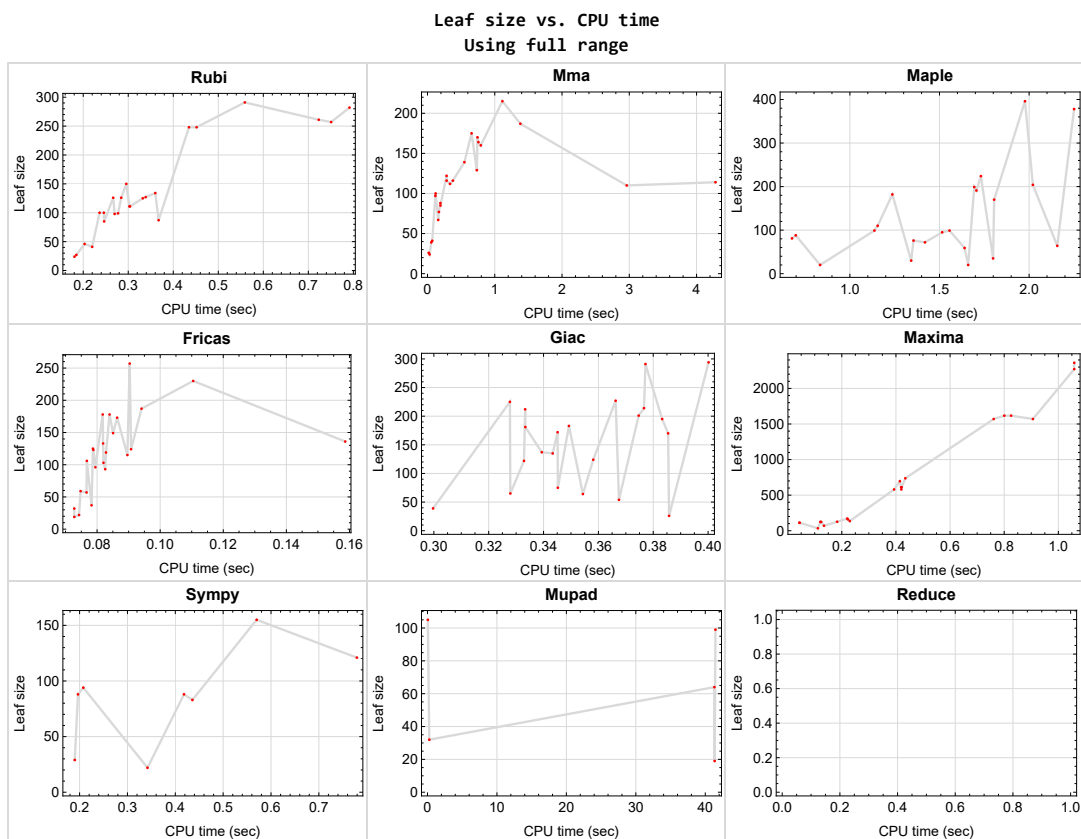 Leaf size vs. CPU time
Using full range
Rubi
Leaf size
300
250
200
150
100
50
0
0.2 0.3 0.4 0.5 0.6 0.7 0.8
CPU time (sec)
Mma
Leaf size
200
150
100
50
0
0 1 2 3 4
CPU time (sec)
Maple
Leaf size
400
300
200
100
0
1.0 1.5 2.0
CPU time (sec)
Fricas
Leaf size
250
200
150
100
50
0
0.08 0.10 0.12 0.14 0.16
CPU time (sec)
Giac
Leaf size
300
250
200
150
100
50
0
0.30 0.32 0.34 0.36 0.38 0.40
CPU time (sec)
Maxima
Leaf size
2000
1500
1000
500
0
0.2 0.4 0.6 0.8 1.0
CPU time (sec)
Sympy
Leaf size
150
100
50
0
0.2 0.3 0.4 0.5 0.6 0.7
CPU time (sec)
Mupad
Leaf size
100
80
60
40
20
0
0 10 20 30 40
CPU time (sec)
Reduce
Leaf size
1.0
0.8
0.6
0.4
0.2
0.0
0.0 0.2 0.4 0.6 0.8 1.0
CPU time (sec)